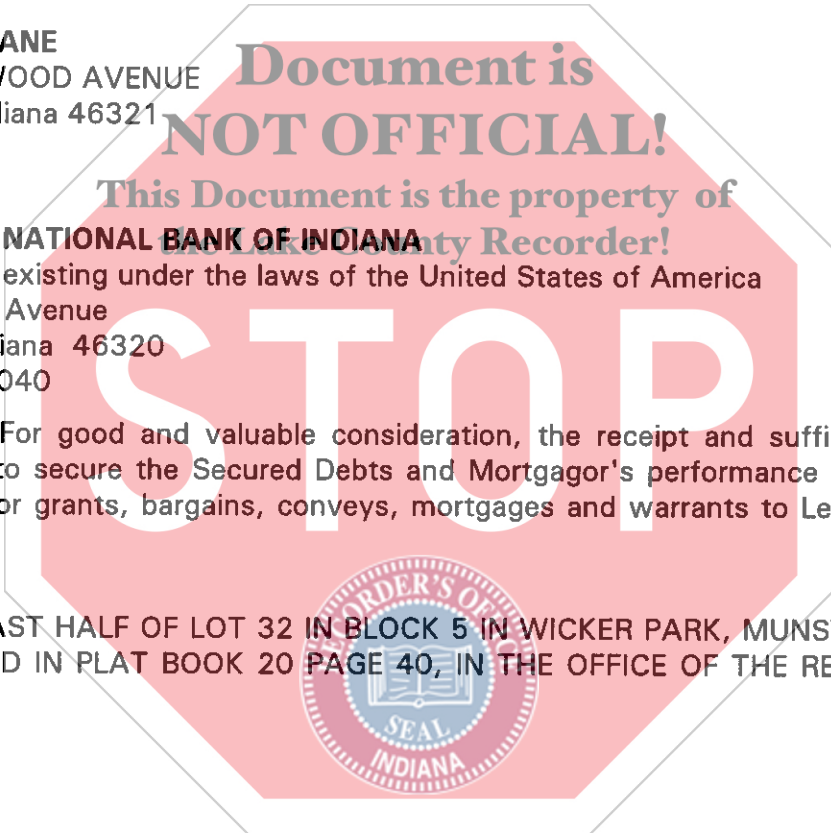 ANE
WOOD AVENUE
diana 46321
Document is
NOT OFFICIAL!
This Document is the property of
the Lake County Recorder!
NATIONAL BANK OF INDIANA
existing under the laws of the United States of America
Avenue
iana 46320
040
STOP
For good and valuable consideration, the receipt and suffi
to secure the Secured Debts and Mortgagor's performance
or grants, bargains, conveys, mortgages and warrants to Le
AST HALF OF LOT 32 IN BLOCK 5 IN WICKER PARK, MUNS
D IN PLAT BOOK 20 PAGE 40, IN THE OFFICE OF THE RE
RECORDER'S OFFICE
SEAL
INDIANA